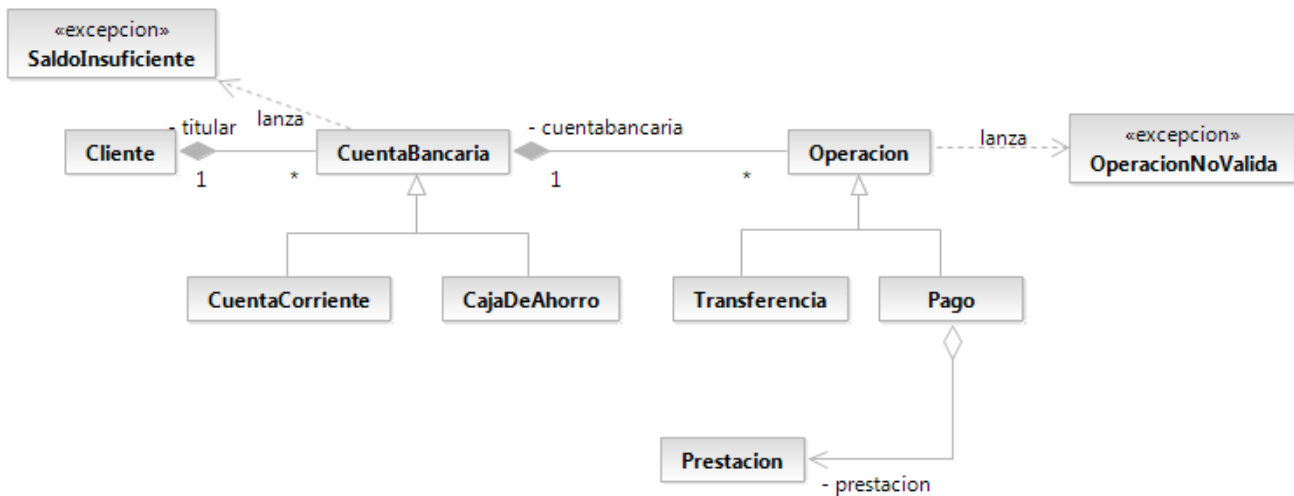 «excepcion»
SaldoInsuficiente
- titular
lanza
- cuentabancaria
lanza
«excepcion»
OperacionNoValida
Cliente
CuentaBancaria
Operacion
1
*
1
*
CuentaCorriente
CajaDeAhorro
Transferencia
Pago
Prestacion
- prestacion